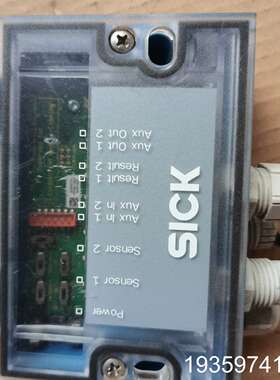 SICK
Aux Out 2
Aux Out 1
Result 2
Result 1
Aux In 2
Aux In 1
Sensor 2
Sensor 1
Power
19359741